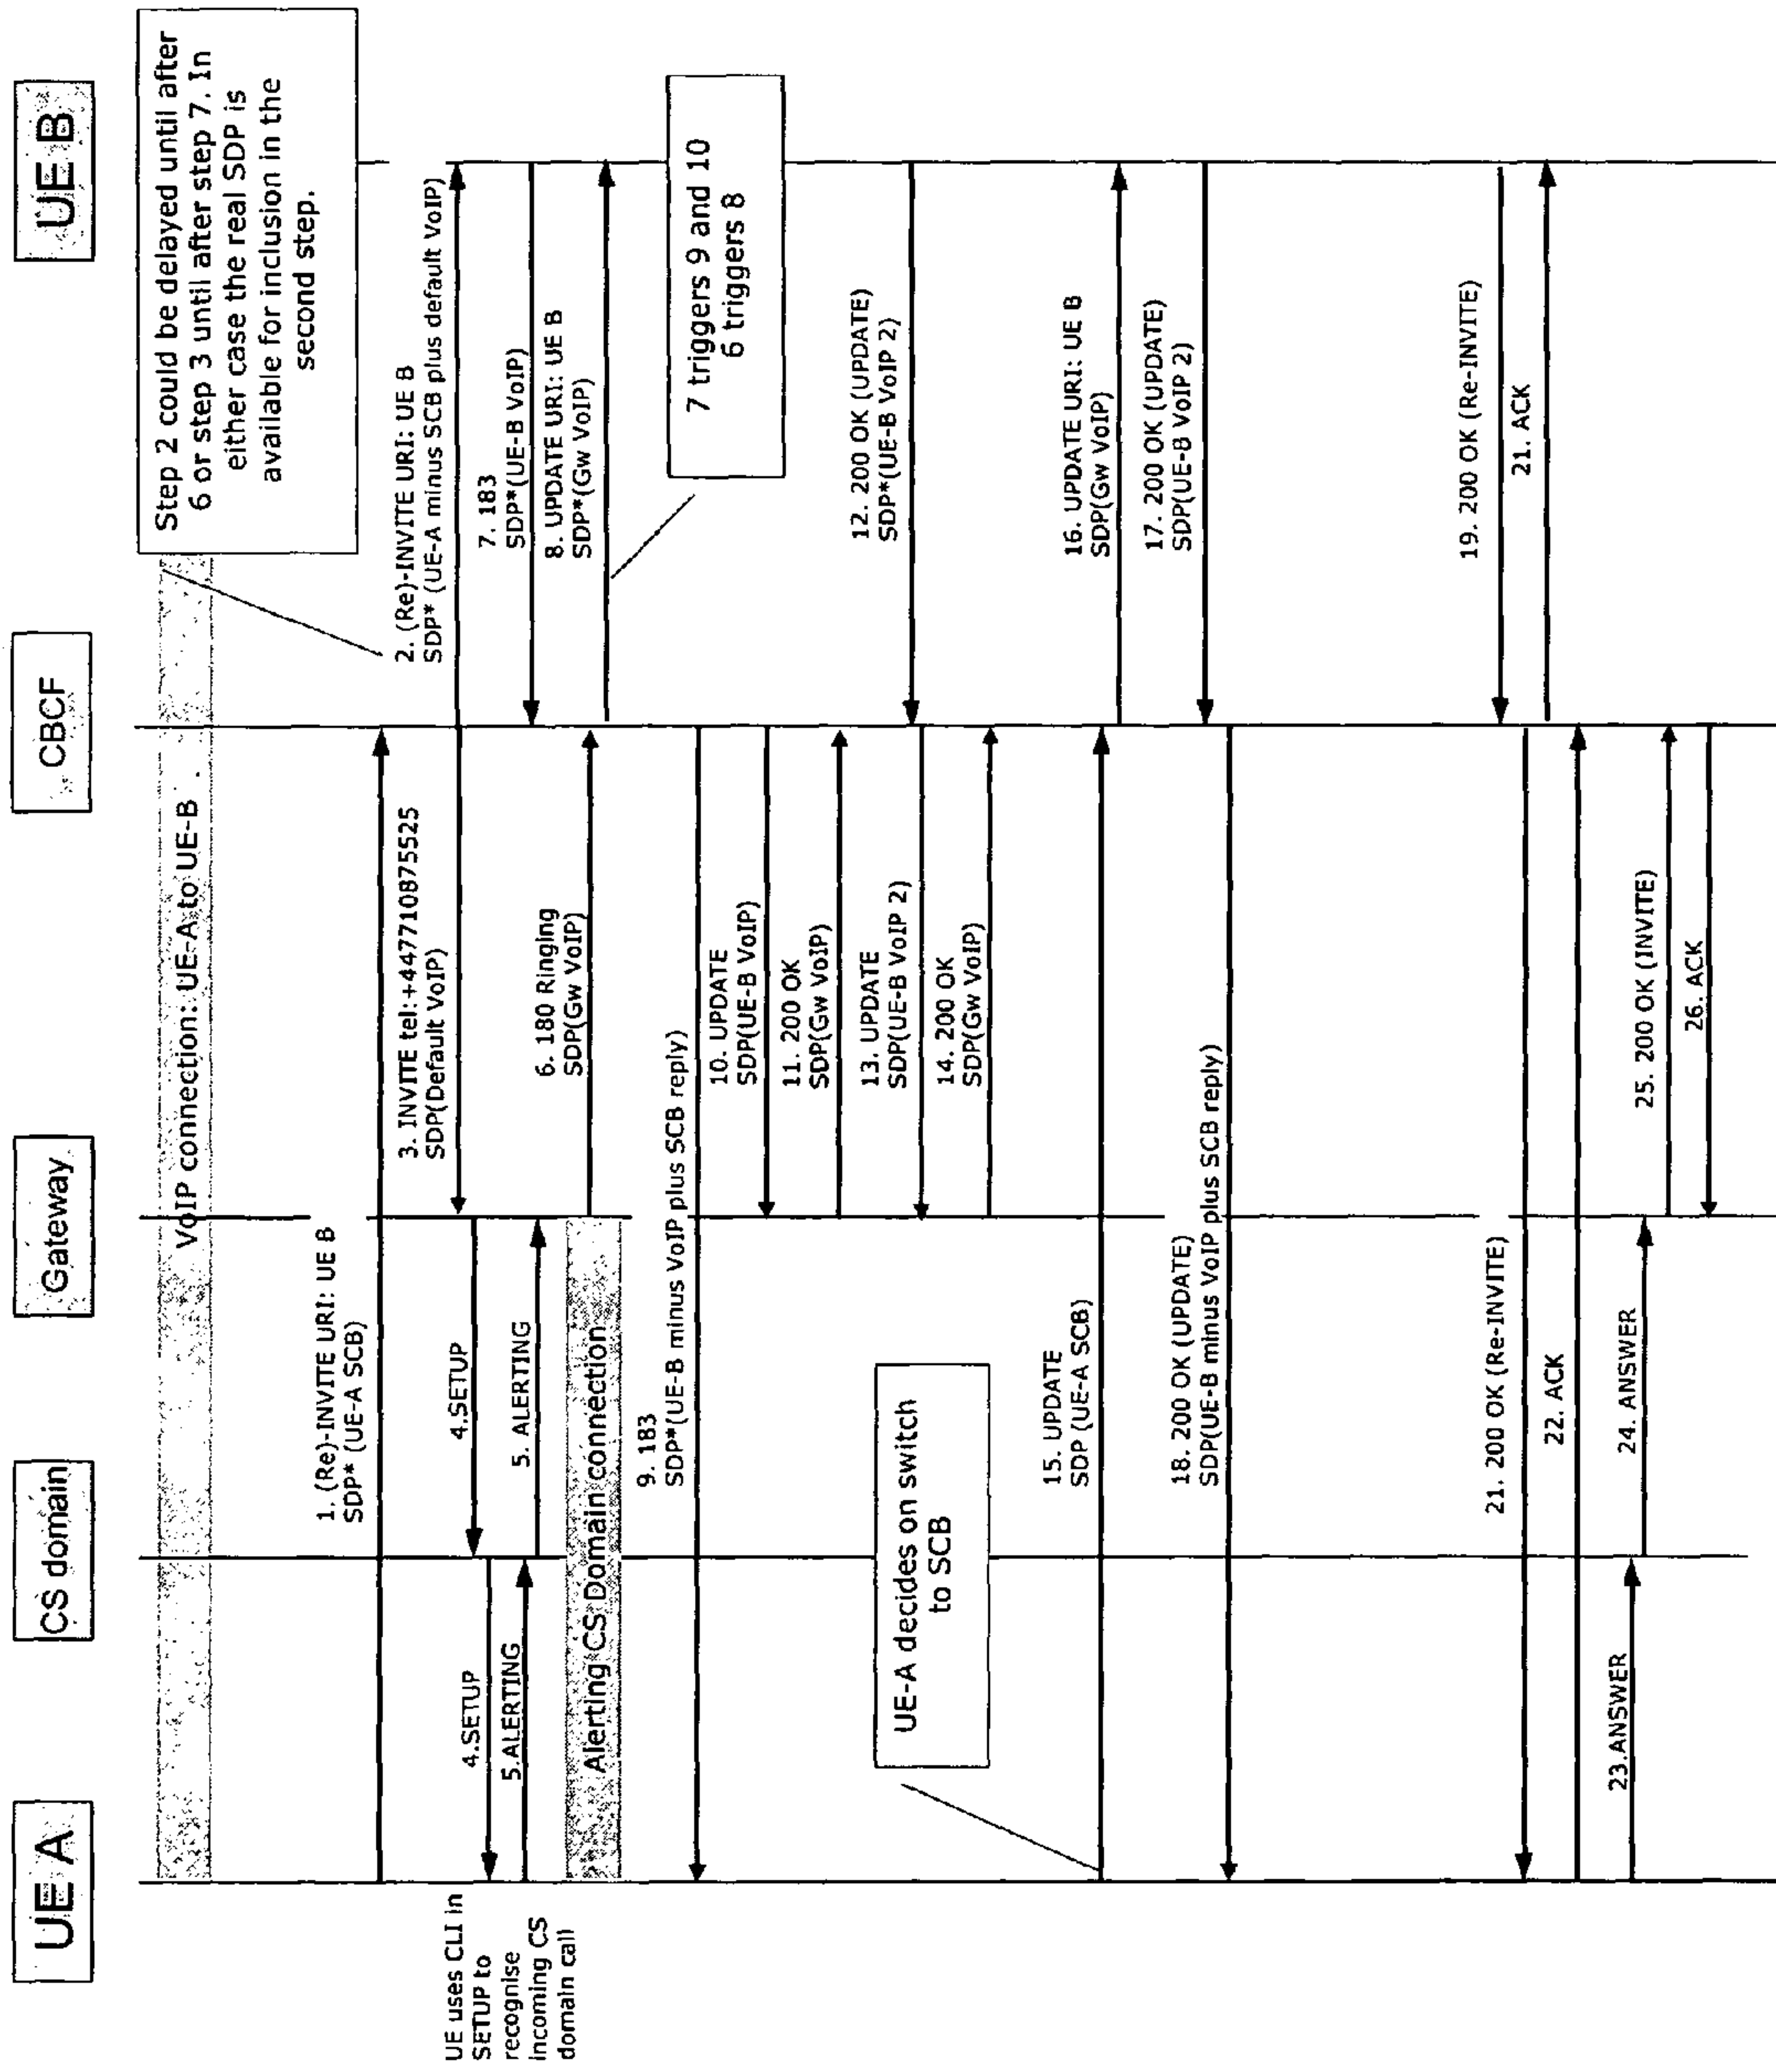 UE A
CS domain
Gateway
CBCF
UE B
Step 2 could be delayed until after
6 or step 3 until after step 7. In
either case the real SDP is
available for inclusion in the
second step.
VoIP connection: UE-A to UE-B
1. (Re)-INVITE URI: UE B
SDP* (UE-A SCB)
2. (Re)-INVITE URI: UE B
SDP* (UE-A minus SCB plus default VoIP)
3. INVITE tel:+447710875525
SDP(Default VoIP)
UE uses CLI in
SETUP to
recognise
incoming CS
domain call
4.SETUP
4.SETUP
5.ALERTING
5. ALERTING
Alerting CS Domain connection
6. 180 Ringing
SDP(Gw VoIP)
7. 183
SDP*(UE-B VoIP)
8. UPDATE URI: UE B
SDP*(Gw VoIP)
7 triggers 9 and 10
6 triggers 8
9. 183
SDP*(UE-B minus VoIP plus SCB reply)
10. UPDATE
SDP(UE-B VoIP)
11. 200 OK
SDP(Gw VoIP)
12. 200 OK (UPDATE)
SDP*(UE-B VoIP 2)
13. UPDATE
SDP(UE-B VoIP 2)
14. 200 OK
SDP(Gw VoIP)
UE-A decides on switch
to SCB
15. UPDATE
SDP (UE-A SCB)
16. UPDATE URI: UE B
SDP(Gw VoIP)
17. 200 OK (UPDATE)
SDP(UE-B VoIP 2)
18. 200 OK (UPDATE)
SDP(UE-B minus VoIP plus SCB reply)
19. 200 OK (Re-INVITE)
21. ACK
21. 200 OK (Re-INVITE)
22. ACK
23.ANSWER
24. ANSWER
25. 200 OK (INVITE)
26. ACK